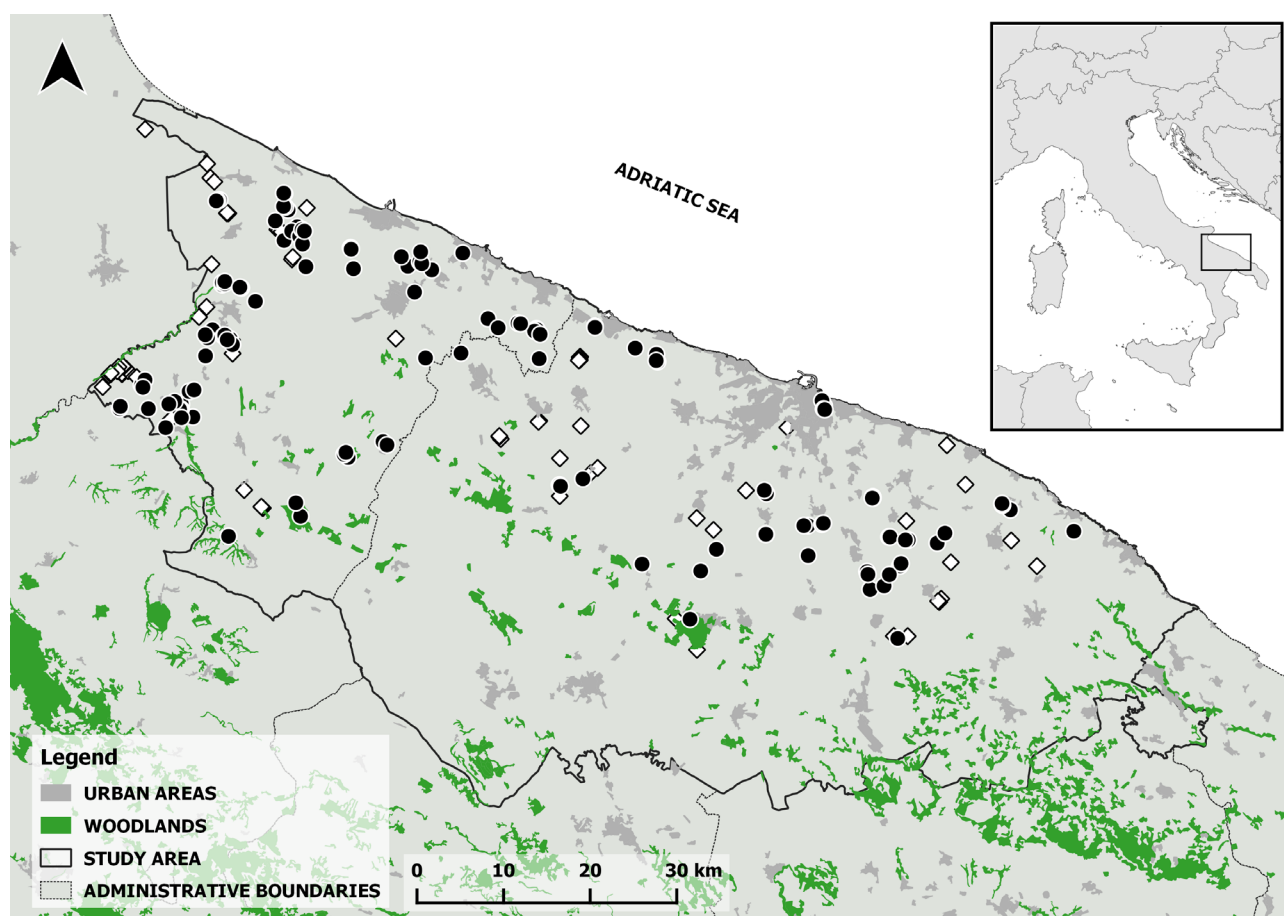 ADRIATIC SEA
Legend
URBAN AREAS
WOODLANDS
STUDY AREA
ADMINISTRATIVE BOUNDARIES
0 10 20 30 km